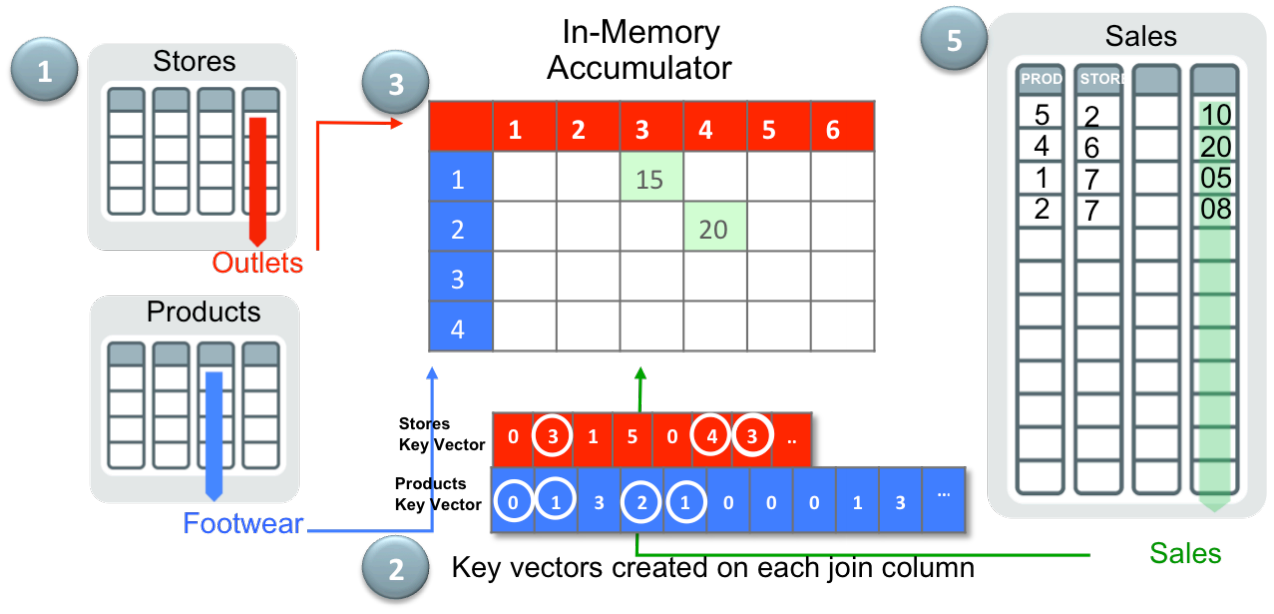 1
Stores
Outlets
Products
Footwear
3
In-Memory
Accumulator
1 2 3 4 5 6
1 15
2 20
3
4
Stores
Key Vector
0 3 1 5 0 4 3 ..
Products
Key Vector
0 1 3 2 1 0 0 0 1 3 ...
2
Key vectors created on each join column
5
Sales
PROD STORE
5 2 10
4 6 20
1 7 05
2 7 08
Sales